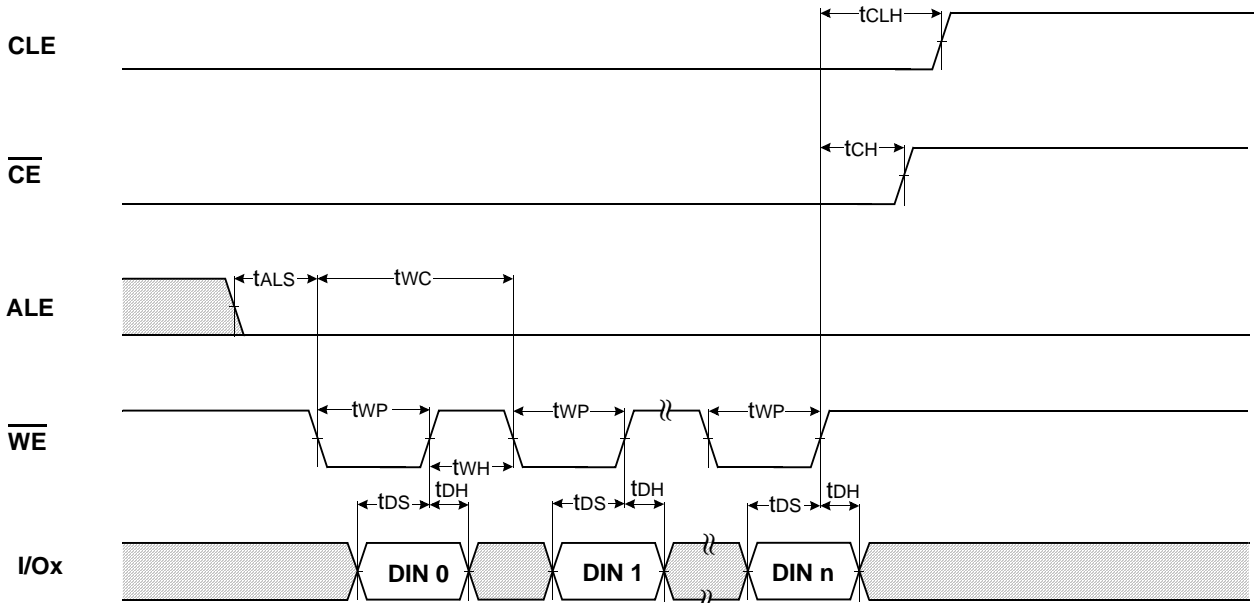 tCLH
CLE
tCH
CE
tALS
tWC
ALE
tWP
tWP
tWP
WE
tWH
tDS
tDH
tDS
tDH
tDS
tDH
I/Ox
DIN 0
DIN 1
DIN n